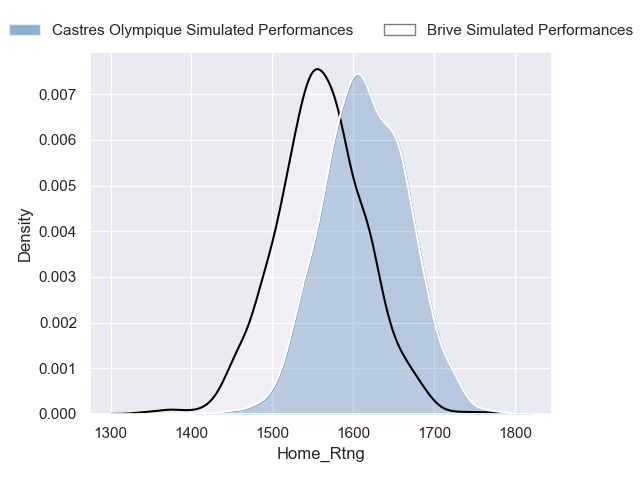 Castres Olympique Simulated Performances
Brive Simulated Performances
0.007
0.006
0.005
0.004
0.003
0.002
0.001
0.000
Density
1300 1400 1500 1600 1700 1800
Home_Rtng